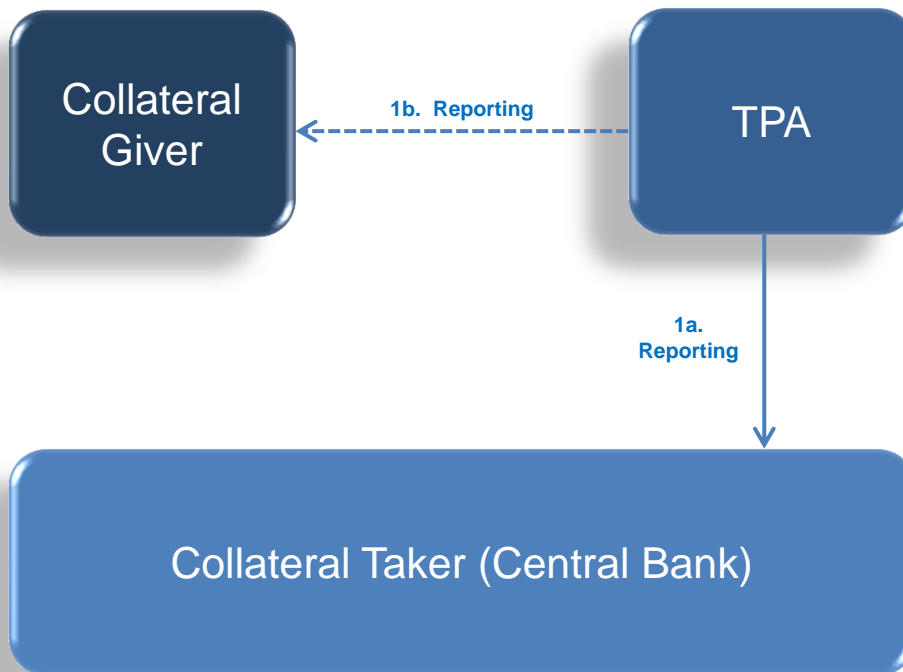 Collateral
Giver
1b. Reporting
TPA
1a.
Reporting
Collateral Taker (Central Bank)